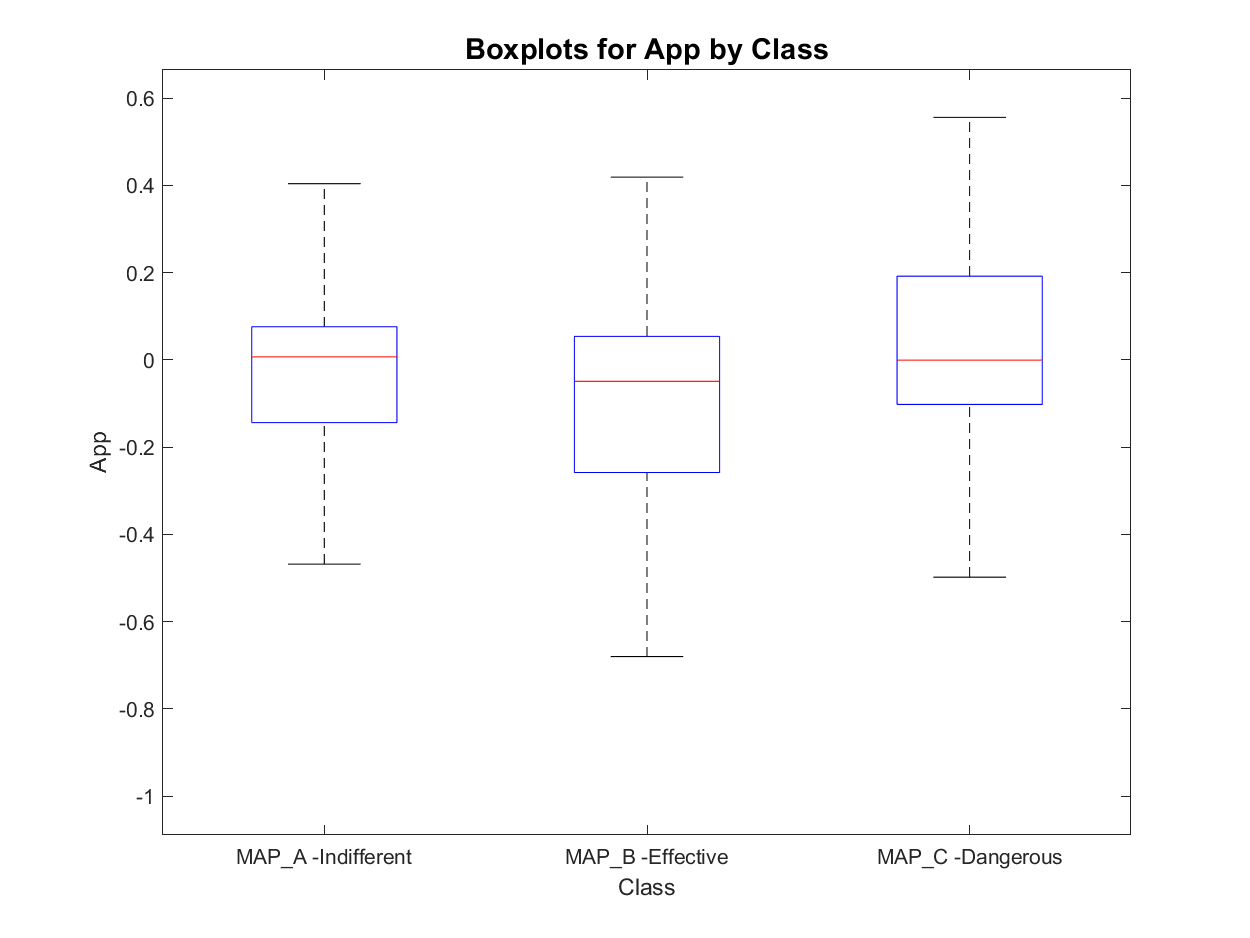 Boxplots for App by Class
0.6
0.4
0.2
0
-0.2
-0.4
-0.6
-0.8
-1
App
MAP_A -Indifferent
MAP_B -Effective
MAP_C -Dangerous
Class